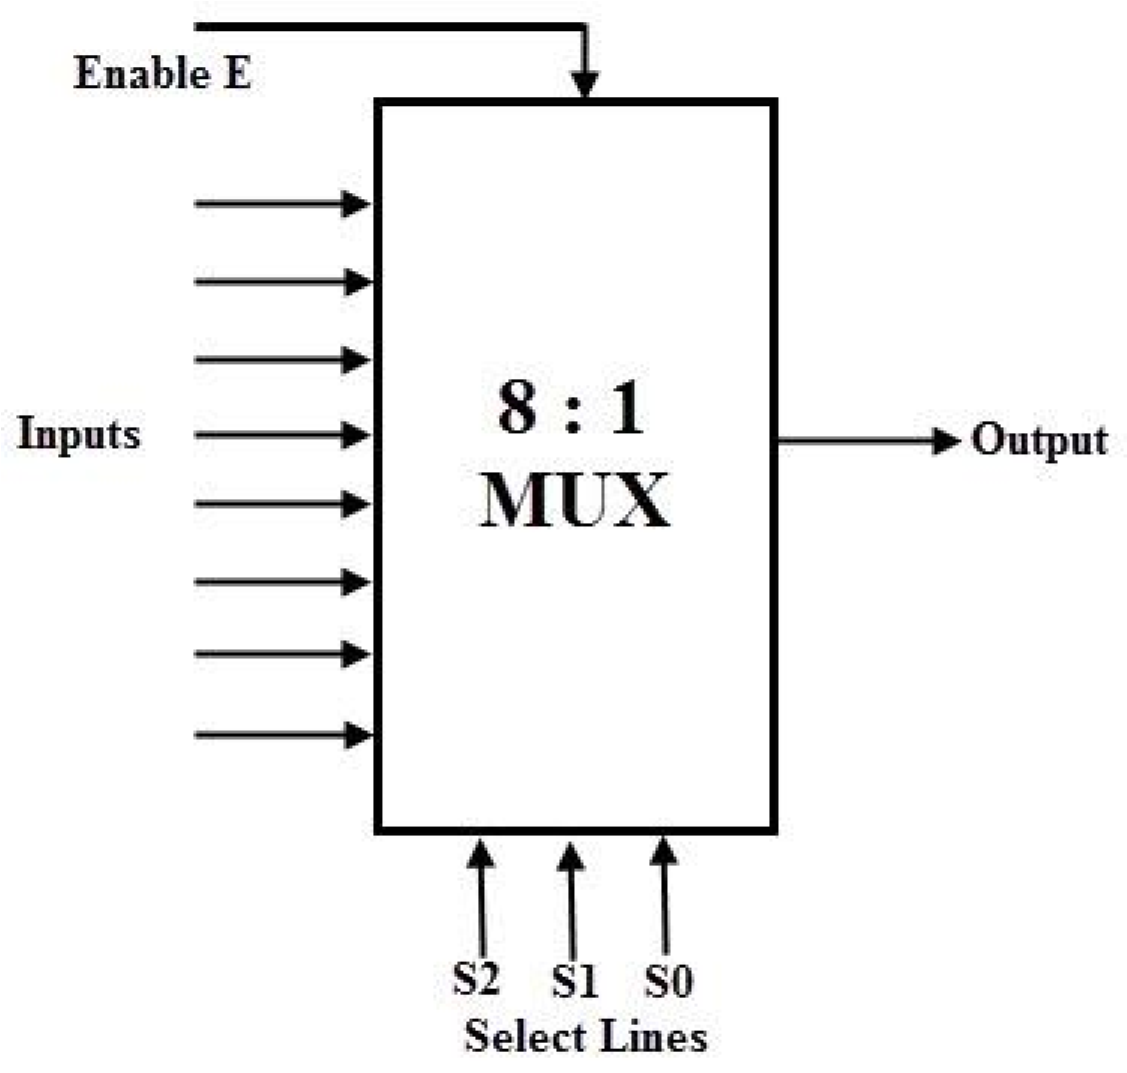 Enable E
Inputs
8 : 1
MUX
Output
S2 S1 S0
Select Lines